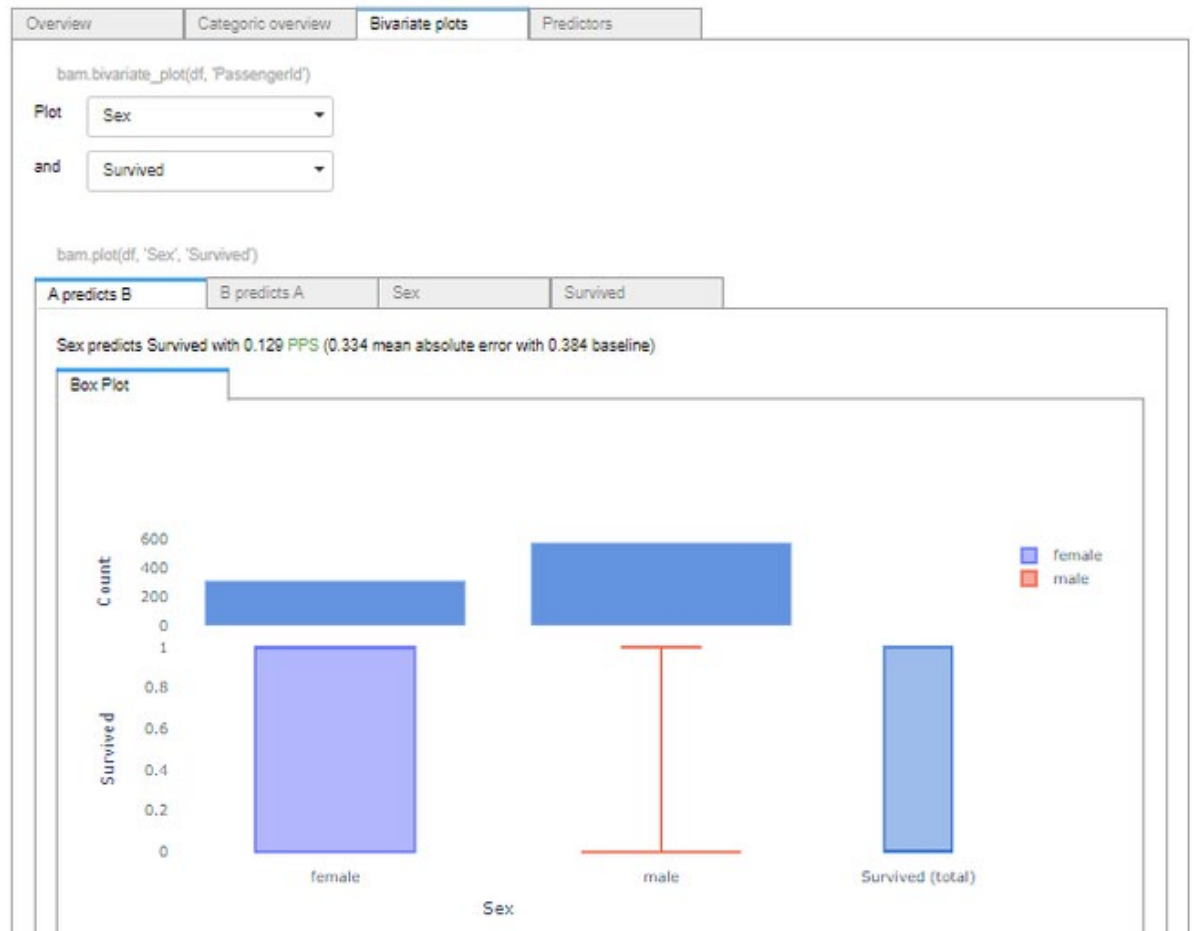 Overview Categoric overview Bivariate plots Predictors
bam.bivariate_plot(df, 'PassengerId')
Plot Sex
and Survived
bam.plot(df, 'Sex', 'Survived')
A predicts B B predicts A Sex Survived
Sex predicts Survived with 0.129 PPS (0.334 mean absolute error with 0.384 baseline)
Box Plot
Count
600
400
200
0
female
male
Survived
1
0.8
0.6
0.4
0.2
0
female male Survived (total)
Sex